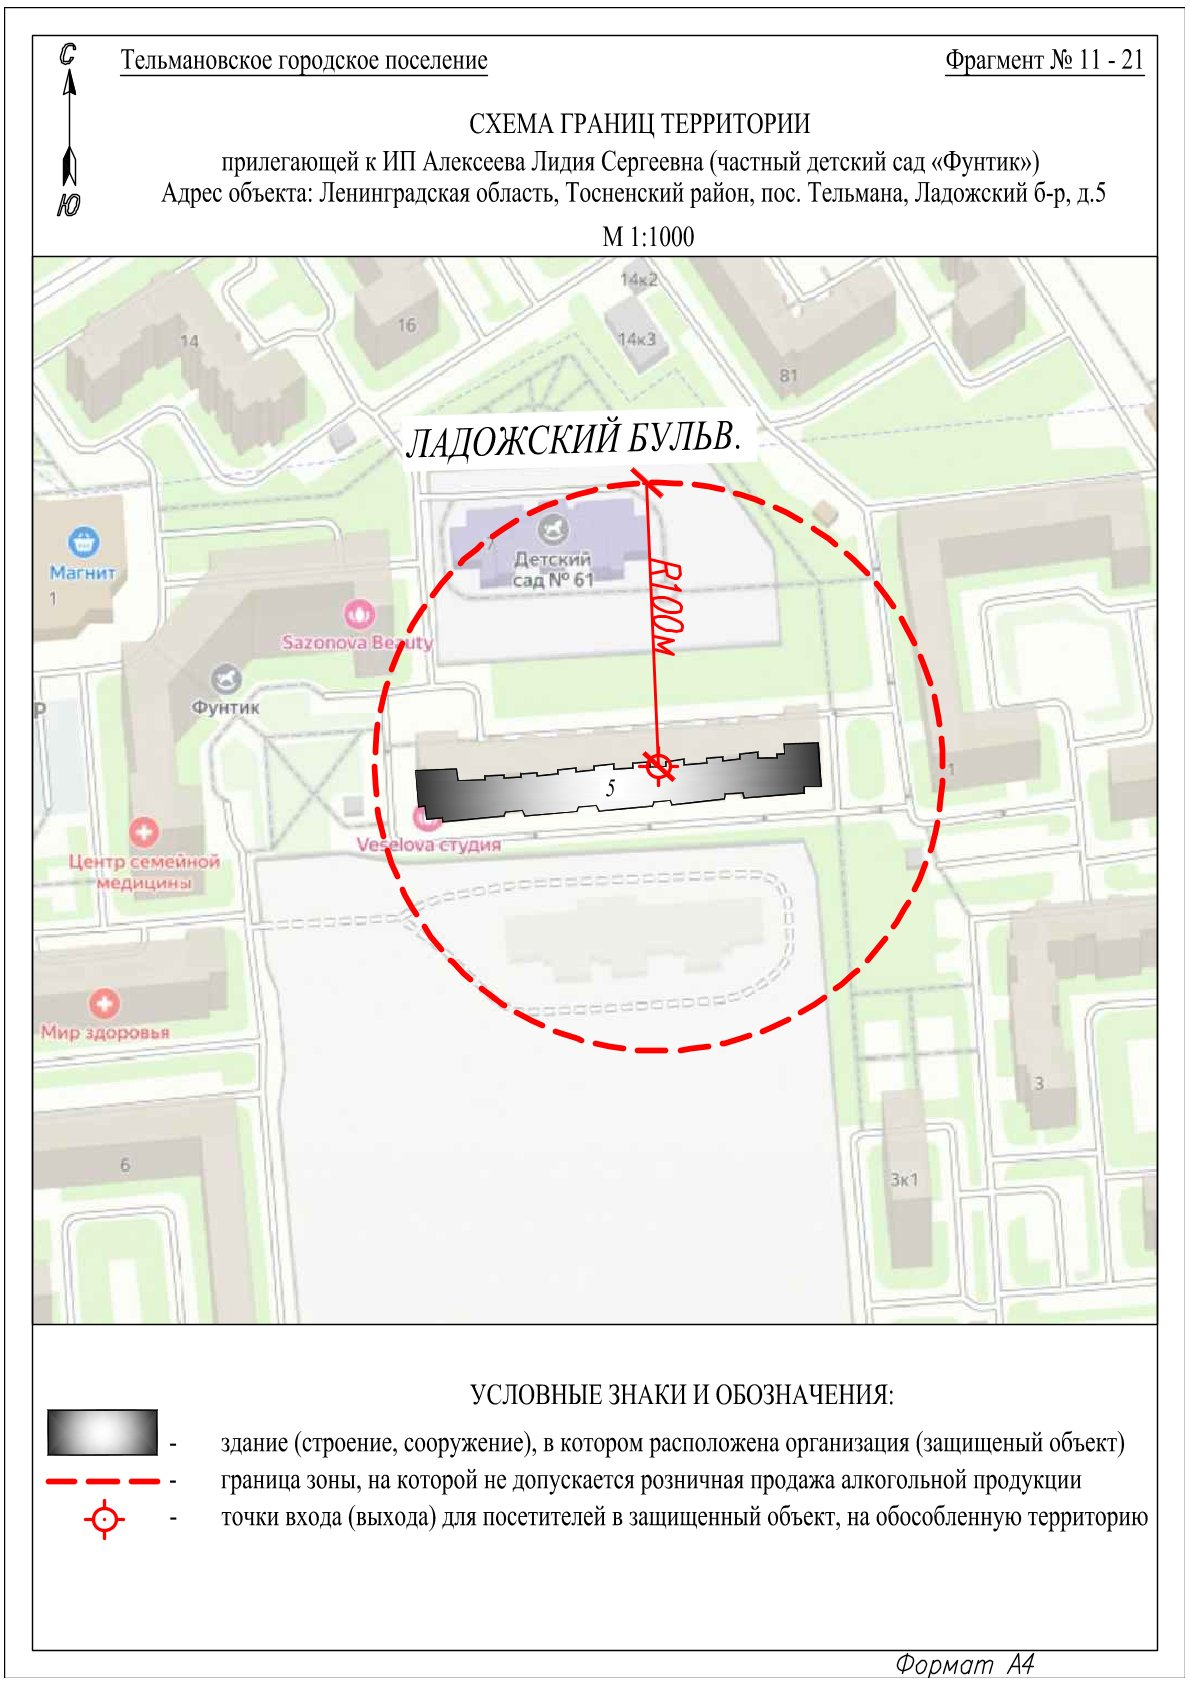 С
Тельмановское городское поселение
Фрагмент № 11 - 21
СХЕМА ГРАНИЦ ТЕРРИТОРИИ
прилегающей к ИП Алексеева Лидия Сергеевна (частный детский сад «Фунтик»)
Ю
Адрес объекта: Ленинградская область, Тосненский район, пос. Тельмана, Ладожский б-р, д.5
М 1:1000
14к2
16
14
14к3
81
ЛАДОЖСКИЙ БУЛЬВ.
Магнит
1
Детский
сад № 61
R100м
Sazonova Beauty
Фунтик
Р
1
5
Veselova студия
Центр семейной
медицины
Мир здоровья
3
6
3к1
УСЛОВНЫЕ ЗНАКИ И ОБОЗНАЧЕНИЯ:
- здание (строение, сооружение), в котором расположена организация (защищеный объект)
- граница зоны, на которой не допускается розничная продажа алкогольной продукции
- точки входа (выхода) для посетителей в защищенный объект, на обособленную территорию
Формат А4